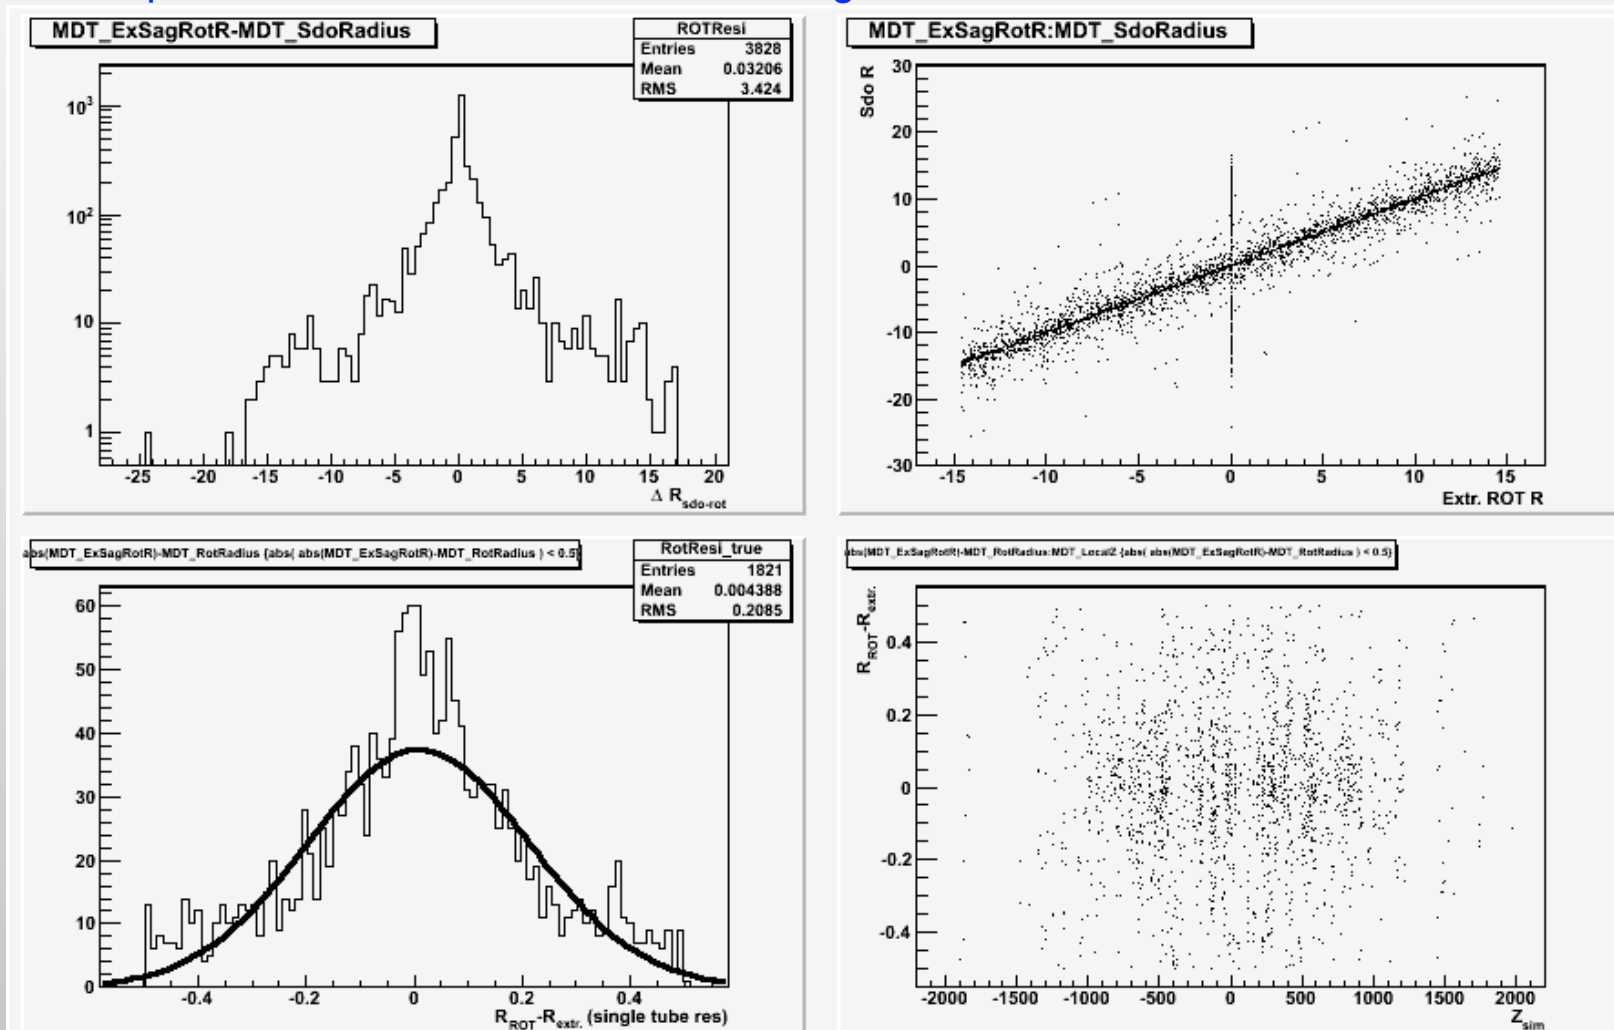 MDT_ExSagRotR-MDT_SdoRadius
ROTResi
Entries 3828
Mean 0.03206
RMS 3.424
10^3
10^2
10
1
-25 -20 -15 -10 -5 0 5 10 15 20
Δ R_sdo-rot
MDT_ExSagRotR:MDT_SdoRadius
Sdo R
30
20
10
0
-10
-20
-30
-15 -10 -5 0 5 10 15
Extr. ROT R
abs(MDT_ExSagRotR)-MDT_RotRadius {abs( abs(MDT_ExSagRotR)-MDT_RotRadius ) < 0.5}
RotResi_true
Entries 1821
Mean 0.004388
RMS 0.2085
60
50
40
30
20
10
0
-0.4 -0.2 0 0.2 0.4
R_ROT-R_extr. (single tube res)
abs(MDT_ExSagRotR)-MDT_RotRadius:MDT_LocalZ {abs( abs(MDT_ExSagRotR)-MDT_RotRadius ) < 0.5}
R_ROT-R_extr.
0.4
0.2
0
-0.2
-0.4
-2000 -1500 -1000 -500 0 500 1000 1500 2000
Z_sim